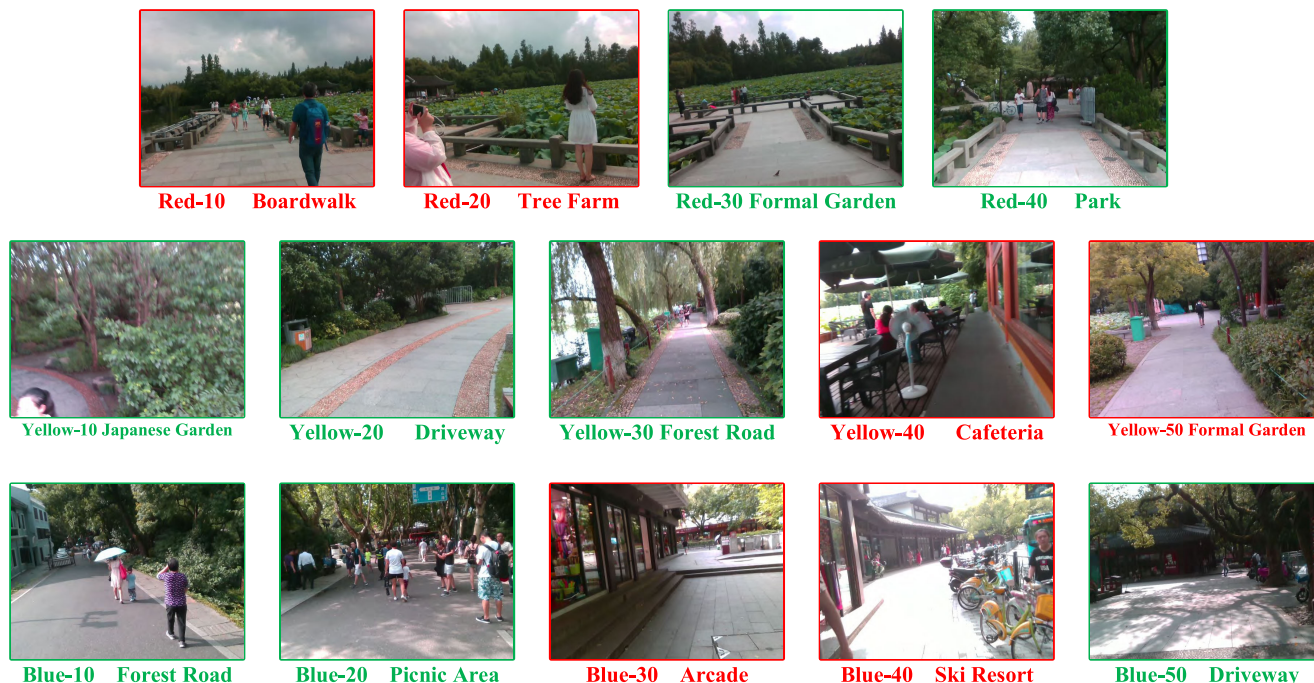 Red-10 Boardwalk
Red-20 Tree Farm
Red-30 Formal Garden
Red-40 Park
Yellow-10 Japanese Garden
Yellow-20 Driveway
Yellow-30 Forest Road
Yellow-40 Cafeteria
Yellow-50 Formal Garden
Blue-10 Forest Road
Blue-20 Picnic Area
Blue-30 Arcade
Blue-40 Ski Resort
Blue-50 Driveway